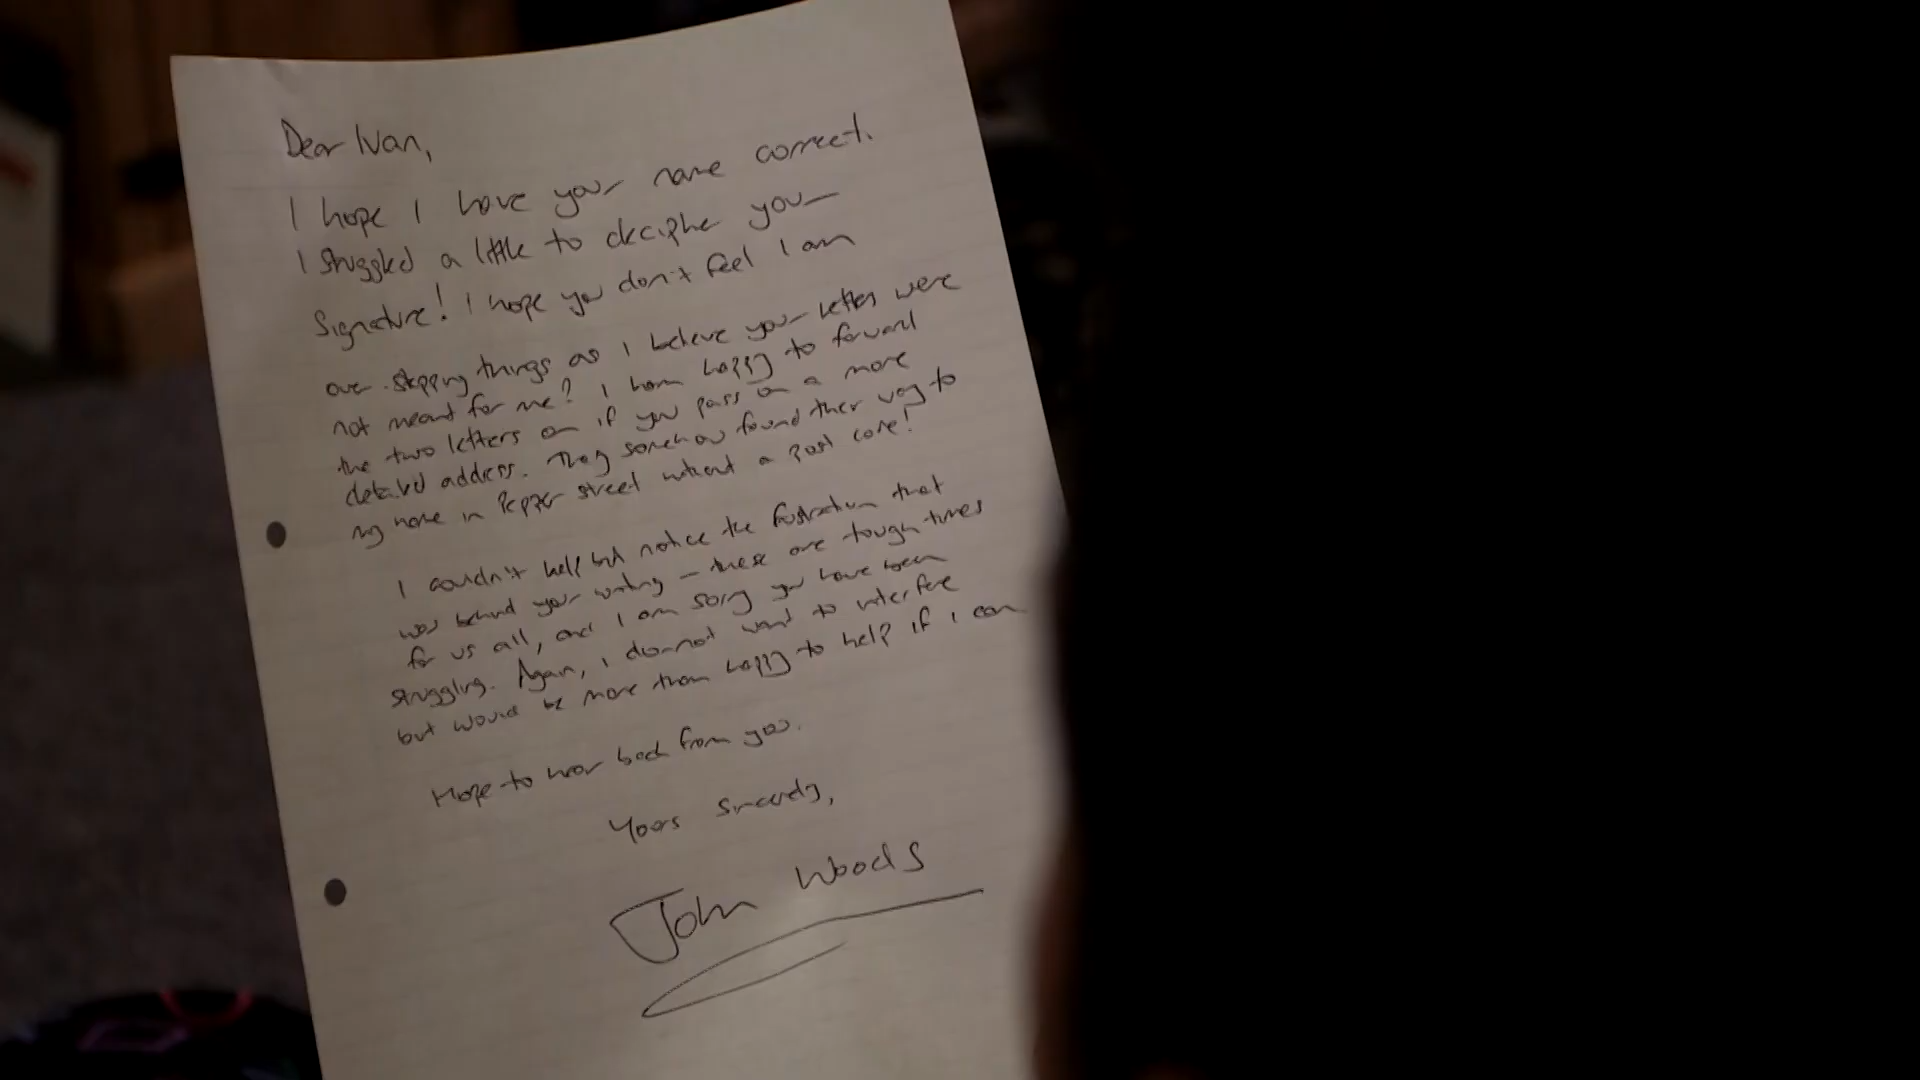 Dear Ivan,
I hope I have your name correct.
I struggled a little to decipher your
signature! I hope you don't feel I am
over-stepping things as I believe your letters were
not meant for me? I ham happy to forward
the two letters on if you pass on a more
detailed address. They somehow found their way to
my home in Pepper street without a post code!
I couldn't help but notice the frustration that
was behind your writing - these are tough times
for us all, and I am sorry you have been
struggling. Again, I do not want to interfere
but would be more than happy to help if I can
Hope to hear back from you.
Yours sincerely,
John Woods